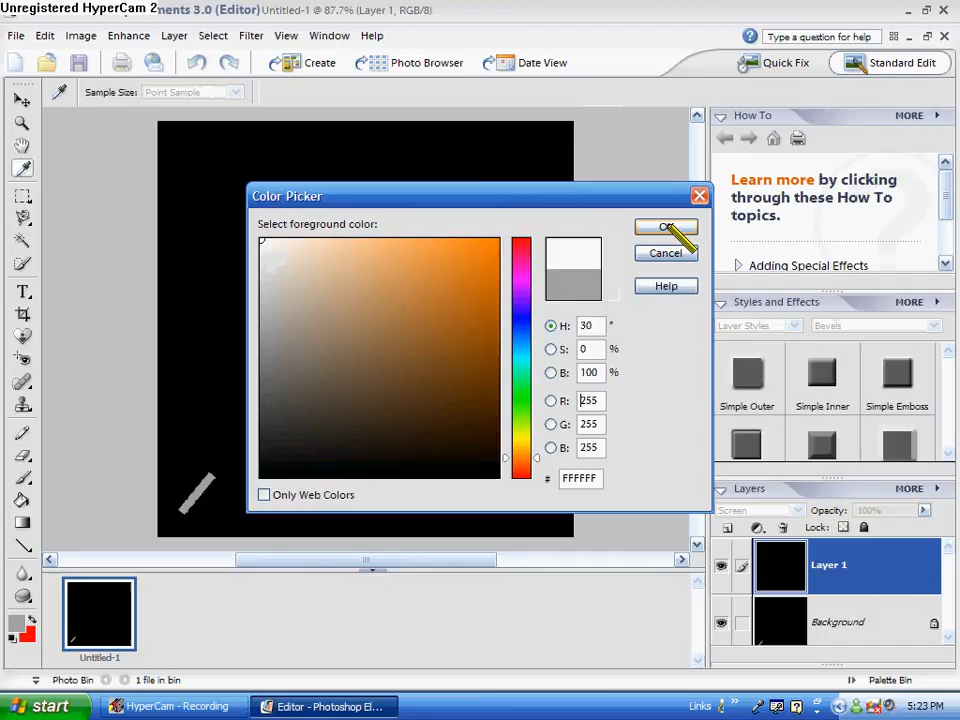 Unregistered HyperCam 2
ments 3.0 (Editor)
Untitled-1 @ 87.7% (Layer 1, RGB/8)
File Edit Image Enhance Layer Select Filter View Window Help
Type a question for help
Create
Photo Browser
Date View
Quick Fix
Standard Edit
Sample Size: Point Sample
How To
MORE
Learn more by clicking
through these How To
topics.
Adding Special Effects
Color Picker
Select foreground color:
Cancel
Help
H: 30 °
S: 0 %
B: 100 %
R: 255
G: 255
B: 255
# FFFFFF
Only Web Colors
Styles and Effects
Layer Styles
Bevels
Simple Outer
Simple Inner
Simple Emboss
Layers
MORE
Screen
Opacity: 100%
Lock:
Layer 1
Background
Untitled-1
Photo Bin
1 file in bin
Palette Bin
start
HyperCam - Recording
Editor - Photoshop El...
Links
5:23 PM